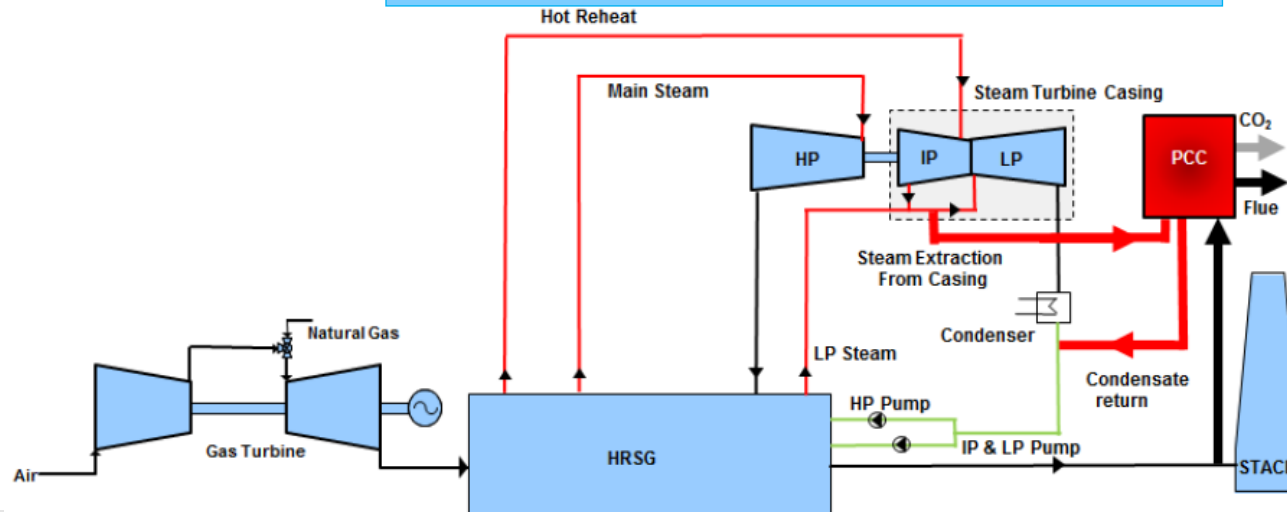 Hot Reheat
Main Steam
Steam Turbine Casing
HP
IP
LP
PCC
CO₂
Flue
Steam Extraction
From Casing
Natural Gas
Condenser
LP Steam
Condensate
return
HP Pump
Gas Turbine
IP & LP Pump
HRSG
Air
STACK